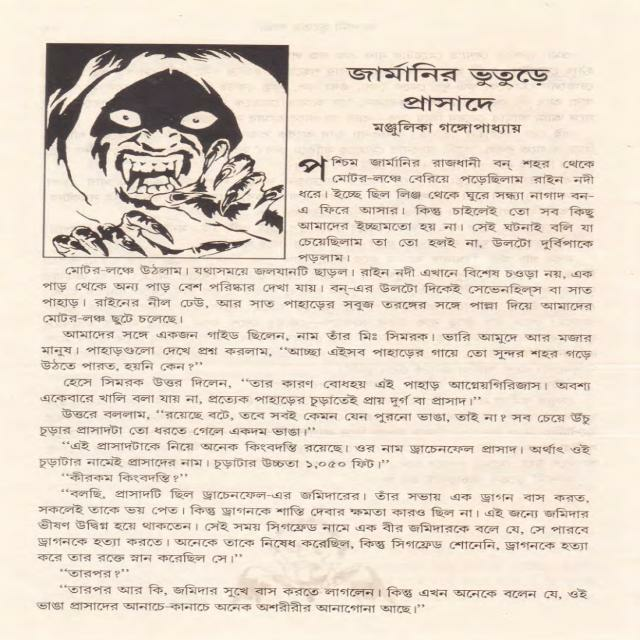 জার্মানির ভুতুড়ে
প্রাসাদে
মঞ্জুলিকা গঙ্গোপাধ্যায়
পশ্চিম জার্মানির রাজধানী বন্ শহর থেকে
মোটর-লঞ্চে বেরিয়ে পড়েছিলাম রাইন নদী
ধরে। ইচ্ছে ছিল লিঞ্জ থেকে ঘুরে সন্ধ্যা নাগাদ বন-
এ ফিরে আসার। কিন্তু চাইলেই তো সব কিছু
আমাদের ইচ্ছামতো হয় না। সেই ঘটনাই বলি যা
চেয়েছিলাম তা তো হলই না, উলটো দুর্বিপাকে
পড়লাম।
মোটর-লঞ্চে উঠলাম। যথাসময়ে জলযানটি ছাড়ল। রাইন নদী এখানে বিশেষ চওড়া নয়, এক
পাড় থেকে অন্য পাড় বেশ পরিষ্কার দেখা যায়। বন্-এর উলটো দিকেই সেভেনহিল্‌স বা সাত
পাহাড়। রাইনের নীল ঢেউ, আর সাত পাহাড়ের সবুজ তরঙ্গের সঙ্গে পাল্লা দিয়ে আমাদের
মোটর-লঞ্চ ছুটে চলেছে।
আমাদের সঙ্গে একজন গাইড ছিলেন, নাম তাঁর মিঃ সিমরক। ভারি আমুদে আর মজার
মানুষ। পাহাড়গুলো দেখে প্রশ্ন করলাম, ‘‘আচ্ছা এইসব পাহাড়ের গায়ে তো সুন্দর শহর গড়ে
উঠতে পারত, হয়নি কেন?’’
হেসে সিমরক উত্তর দিলেন, ‘‘তার কারণ বোধহয় এই পাহাড় আগ্নেয়গিরিজাস। অবশ্য
একেবারে খালি বলা যায় না, প্রত্যেক পাহাড়ের চূড়াতেই প্রায় দুর্গ বা প্রাসাদ।’’
উত্তরে বললাম, ‘‘রয়েছে বটে, তবে সবই কেমন যেন পুরনো ভাঙা, তাই না? সব চেয়ে উঁচু
চূড়ার প্রাসাদটা তো ধরতে গেলে একদম ভাঙা।’’
‘‘এই প্রাসাদটাকে নিয়ে অনেক কিংবদন্তি রয়েছে। ওর নাম ড্রাচেনফেল প্রাসাদ। অর্থাৎ ওই
চূড়াটার নামেই প্রাসাদের নাম। চূড়াটার উচ্চতা ১,০৫০ ফিট।’’
‘‘কীরকম কিংবদন্তি?’’
‘‘বলছি, প্রাসাদটি ছিল ড্রাচেনফেল-এর জমিদারের। তাঁর সভায় এক ড্রাগন বাস করত,
সকলেই তাকে ভয় পেত। কিন্তু ড্রাগনকে শাস্তি দেবার ক্ষমতা কারও ছিল না। এই জন্যে জমিদার
ভীষণ উদ্বিগ্ন হয়ে থাকতেন। সেই সময় সিগফ্রেড নামে এক বীর জমিদারকে বলে যে, সে পারবে
ড্রাগনকে হত্যা করতে। অনেকে তাকে নিষেধ করেছিল, কিন্তু সিগফ্রেড শোনেনি, ড্রাগনকে হত্যা
করে তার রক্তে স্নান করেছিল সে।’’
‘‘তারপর?’’
‘‘তারপর আর কি, জমিদার সুখে বাস করতে লাগলেন। কিন্তু এখন অনেকে বলেন যে, ওই
ভাঙা প্রাসাদের আনাচে-কানাচে অনেক অশরীরীর আনাগোনা আছে।’’